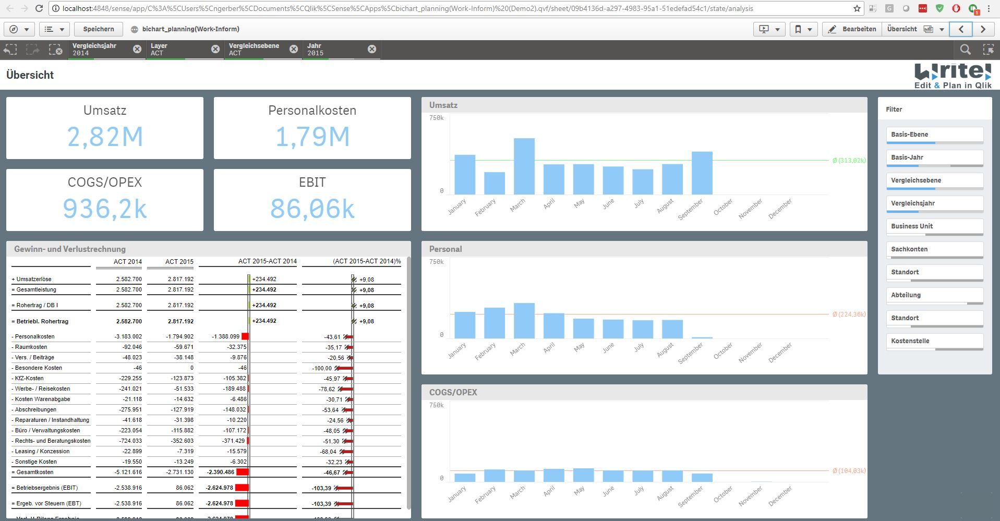 localhost:4848/sense/app/C%3A%5CUsers%5Cngerber%5CDocuments%5CQlik%5CSense%5CApps%5Cbichart_planning(Work-Inform)%20(Demo2).qvf/sheet/09b4136d-a297-4983-95a1-51edefad54c1/state/analysis
Speichern
bichart_planning(Work-Inform)
Bearbeiten
Übersicht
Vergleichsjahr
2014
Layer
ACT
Vergleichsebene
ACT
Jahr
2015
Übersicht
Write!
Edit & Plan in Qlik
Umsatz
2,82M
Personalkosten
1,79M
COGS/OPEX
936,2k
EBIT
86,06k
Gewinn- und Verlustrechnung
ACT 2014 ACT 2015 ACT 2015-ACT 2014 (ACT 2015-ACT 2014)%
+ Umsatzerlöse 2.582.700 2.817.192 +234.492 +9,08
= Gesamtleistung 2.582.700 2.817.192 +234.492 +9,08
= Rohertrag / DB I 2.582.700 2.817.192 +234.492 +9,08
= Betriebl. Rohertrag 2.582.700 2.817.192 +234.492 +9,08
- Personalkosten -3.183.002 -1.794.902 -1.388.099 -43,61
- Raumkosten -92.046 -59.671 -32.375 -35,17
- Vers. / Beiträge -48.023 -38.148 -9.876 -20,56
- Besondere Kosten -46 0 -46 -100,00
- KfZ-Kosten -229.255 -123.873 -105.382 -45,97
- Werbe- / Reisekosten -241.021 -51.533 -189.488 -78,62
- Kosten Warenabgabe -21.118 -14.632 -6.486 -30,71
- Abschreibungen -275.951 -127.919 -148.032 -53,64
- Reparaturen / Instandhaltung -41.618 -31.398 -10.220 -24,56
- Büro / Verwaltungskosten -223.054 -115.882 -107.172 -48,05
- Rechts- und Beratungskosten -724.033 -352.603 -371.429 -51,30
- Leasing / Konzession -22.899 -7.319 -15.579 -68,04
- Sonstige Kosten -19.550 -13.249 -6.302 -32,23
= Gesamtkosten -5.121.616 -2.731.130 -2.390.486 -46,67
= Betriebsergebnis (EBIT) -2.538.916 86.062 -2.624.978 -103,39
= Ergeb. vor Steuern (EBT) -2.538.916 86.062 -2.624.978 -103,39
Umsatz
750k
Ø(313,02k)
0
January February March April May June July August September October November December
Personal
750k
Ø(224,36k)
0
January February March April May June July August September October November December
COGS/OPEX
750k
Ø(104,03k)
0
January February March April May June July August September October November December
Filter
Basis-Ebene
Basis-Jahr
Vergleichsebene
Vergleichsjahr
Business Unit
Sachkonten
Standort
Abteilung
Standort
Kostenstelle